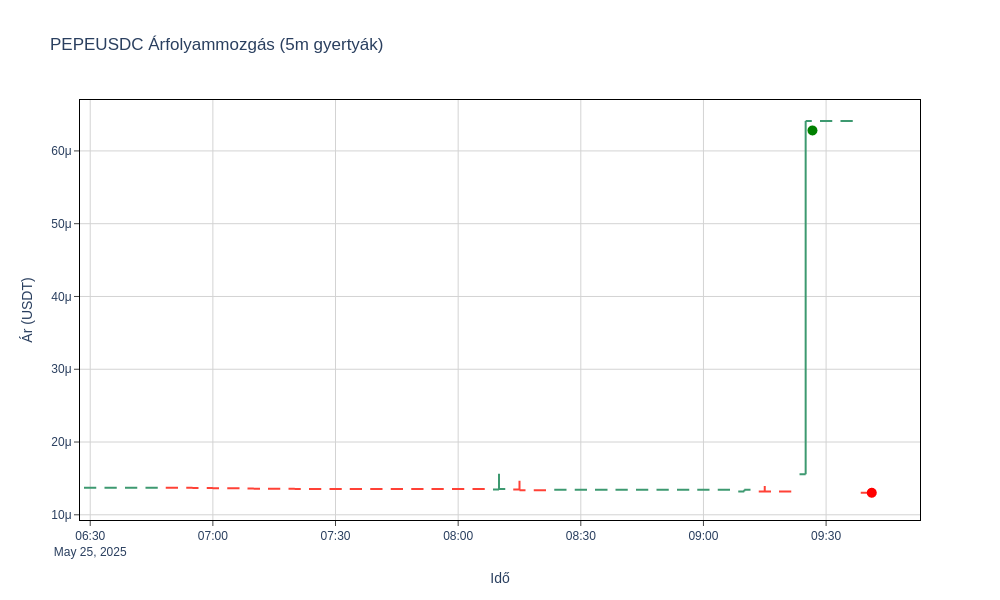 PEPEUSDC Árfolyammozgás (5m gyertyák)
Ár (USDT)
60μ
50μ
40μ
30μ
20μ
10μ
06:30 07:00 07:30 08:00 08:30 09:00 09:30
May 25, 2025
Idő